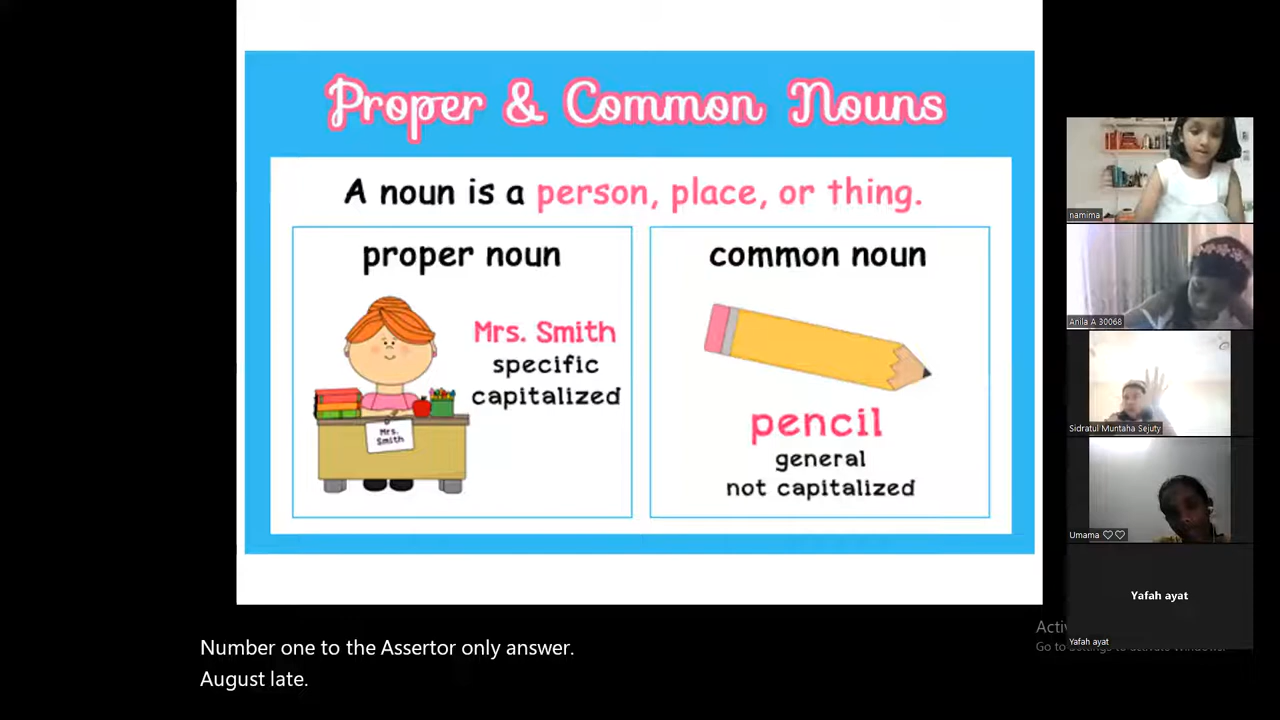 Proper & Common Nouns
A noun is a person, place, or thing.
proper noun
Mrs. Smith
specific
capitalized
Mrs.
Smith
common noun
pencil
general
not capitalized
namima
Anila A 30068
Sidratul Muntaha Sejuty
Umama ♡♡
Yafah ayat
Yafah ayat
Activ
Go to Settings to activate Windows.
Number one to the Assertor only answer.
August late.